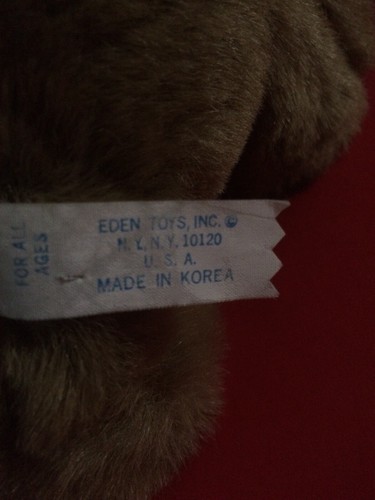 FOR ALL
AGES
EDEN TOYS, INC. ©
N.Y., N.Y. 10120
U. S. A.
MADE IN KOREA